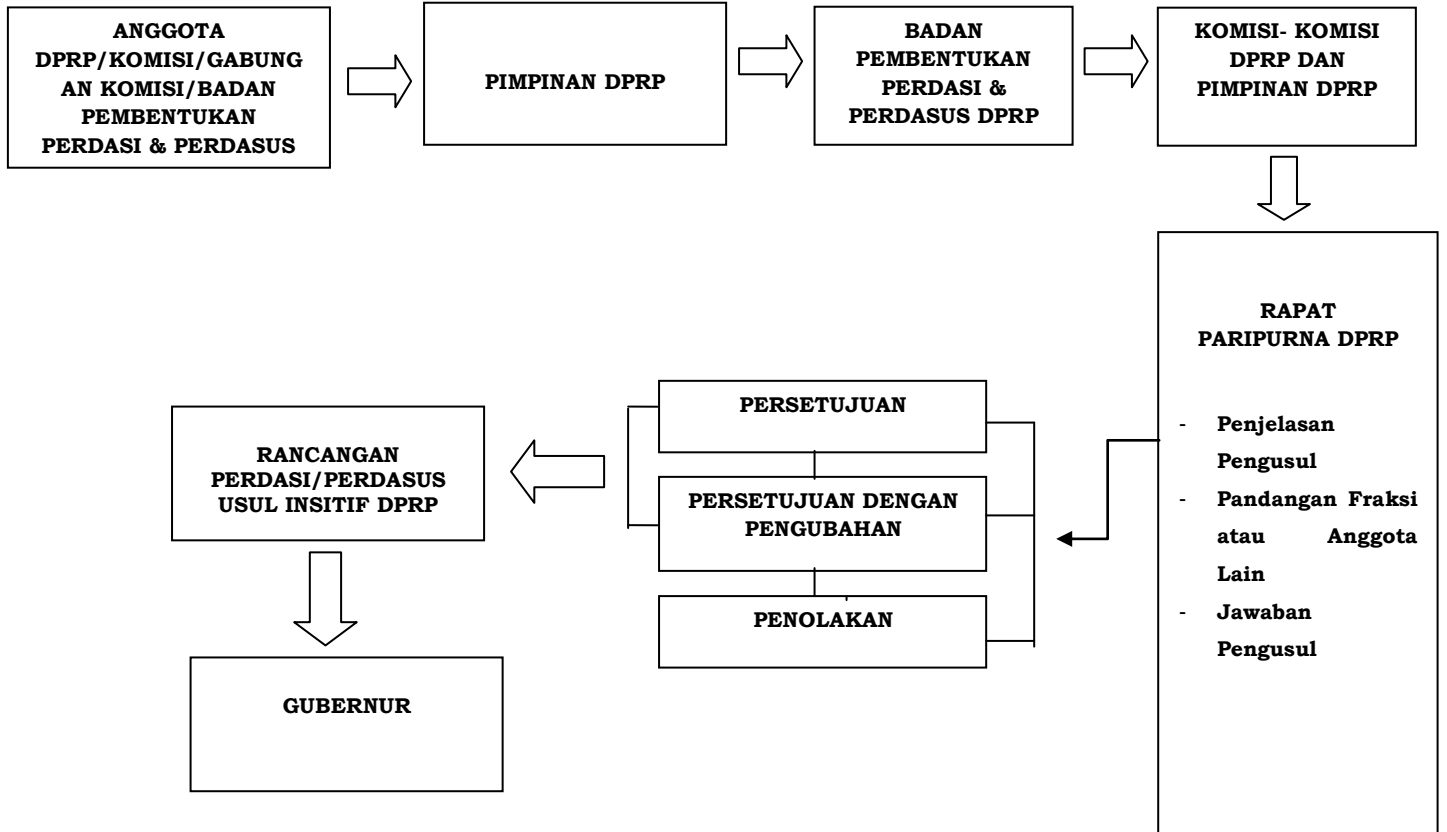 ANGGOTA
DPRP/KOMISI/GABUNG
AN KOMISI/BADAN
PEMBENTUKAN
PERDASI & PERDASUS
PIMPINAN DPRP
BADAN
PEMBENTUKAN
PERDASI &
PERDASUS DPRP
KOMISI- KOMISI
DPRP DAN
PIMPINAN DPRP
RAPAT
PARIPURNA DPRP
- Penjelasan
Pengusul
- Pandangan Fraksi
atau Anggota
Lain
- Jawaban
Pengusul
PERSETUJUAN
PERSETUJUAN DENGAN
PENGUBAHAN
PENOLAKAN
RANCANGAN
PERDASI/PERDASUS
USUL INSITIF DPRP
GUBERNUR